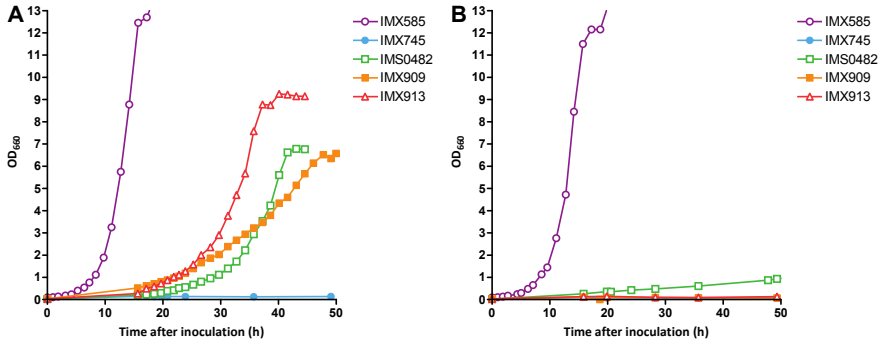 A
OD660
13
12
11
10
9
8
7
6
5
4
3
2
1
0
0 10 20 30 40 50
Time after inoculation (h)
IMX585
IMX745
IMS0482
IMX909
IMX913
B
OD660
13
12
11
10
9
8
7
6
5
4
3
2
1
0
0 10 20 30 40 50
Time after inoculation (h)
IMX585
IMX745
IMS0482
IMX909
IMX913